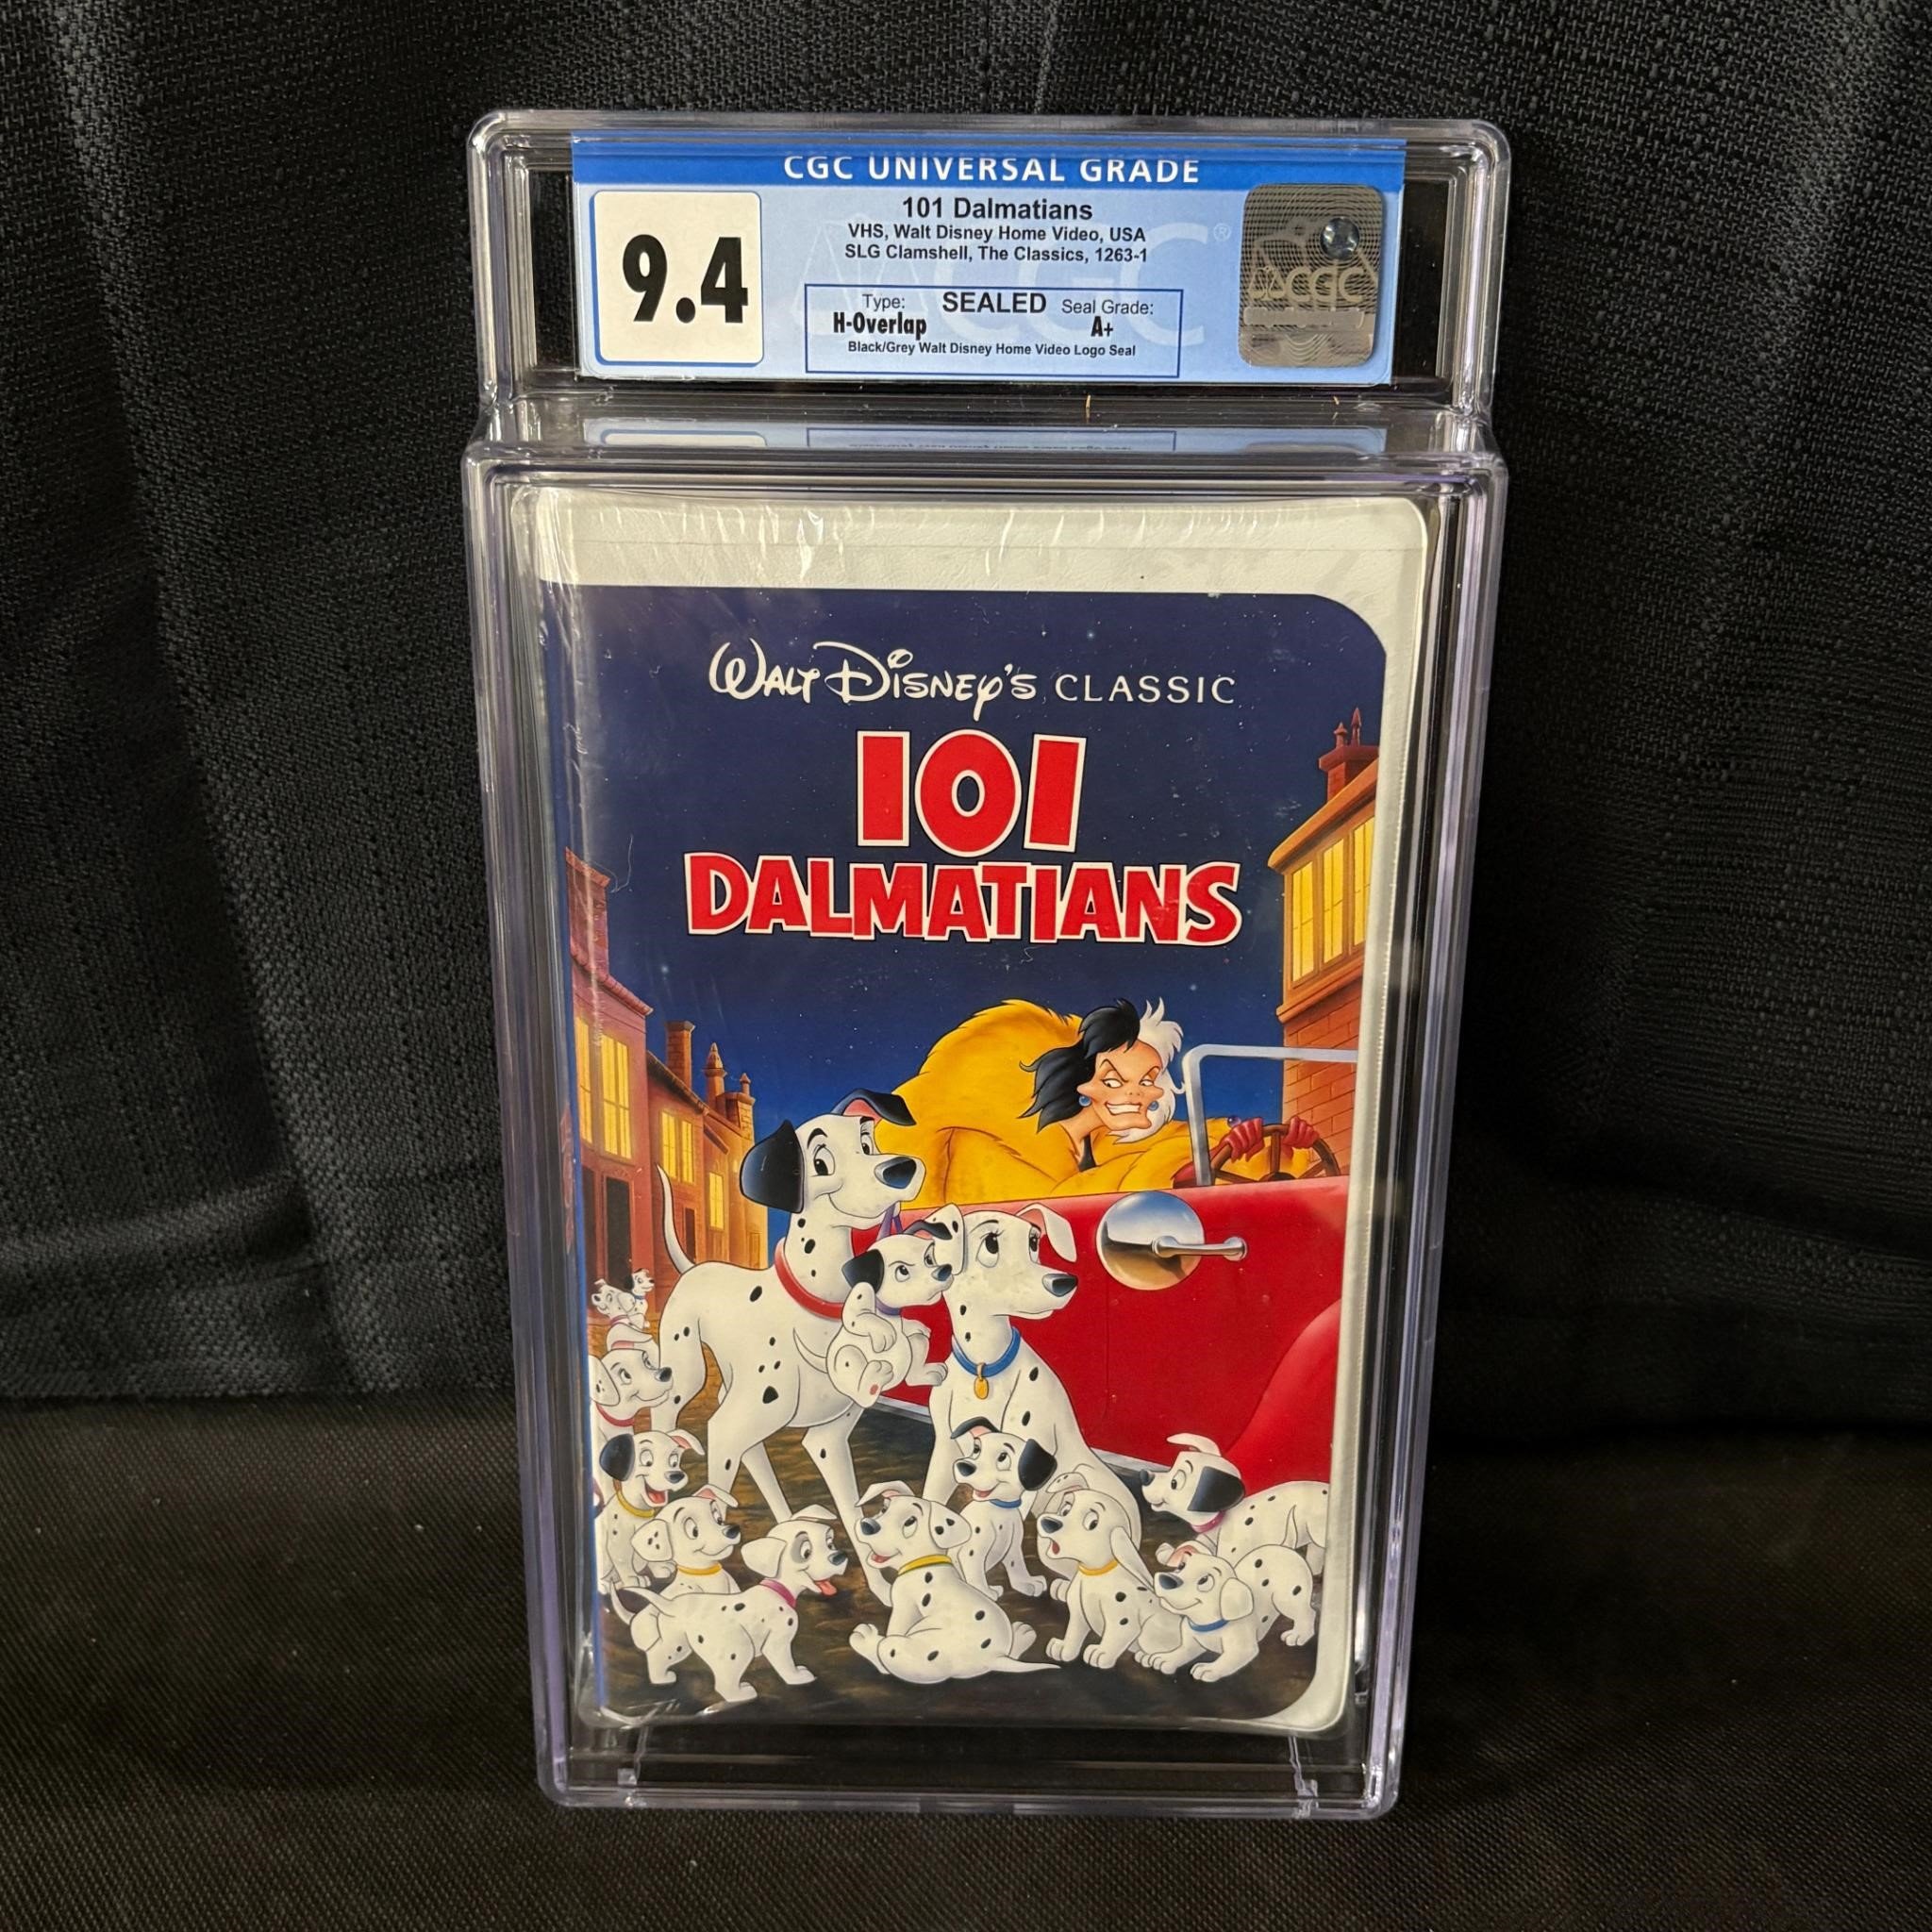 CGC UNIVERSAL GRADE
9.4
101 Dalmatians
VHS, Walt Disney Home Video, USA
SLG Clamshell, The Classics, 1263-1
Type: SEALED Seal Grade:
H-Overlap A+
Black/Grey Walt Disney Home Video Logo Seal
CGC
CGC
WALT DISNEY'S CLASSIC
101
DALMATIANS